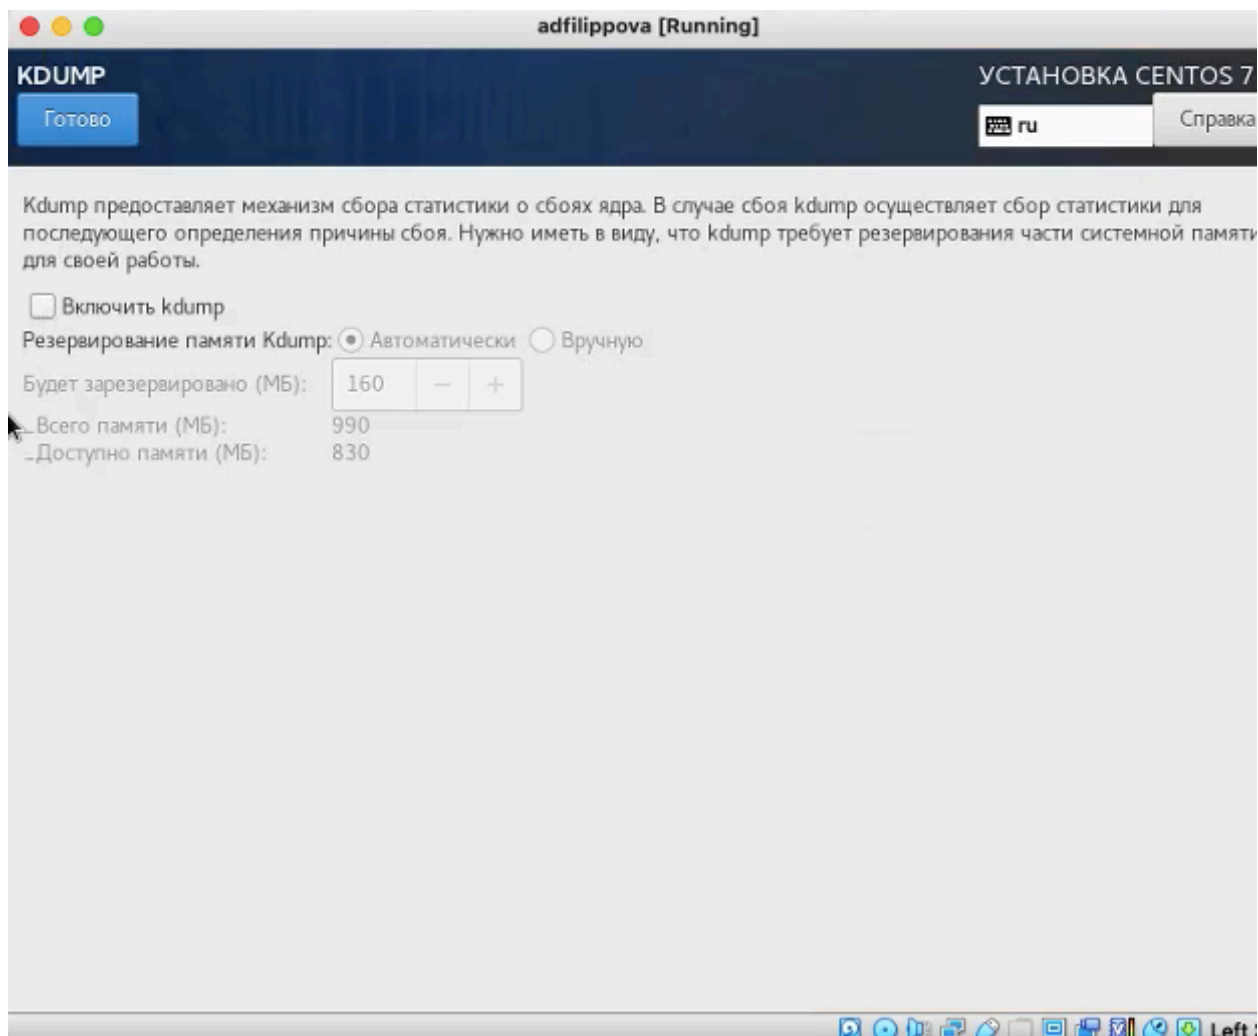 adfilippova [Running]
KDUMP
УСТАНОВКА CENTOS 7
Готово
ru
Справка
Kdump предоставляет механизм сбора статистики о сбоях ядра. В случае сбоя kdump осуществляет сбор статистики для
последующего определения причины сбоя. Нужно иметь в виду, что kdump требует резервирования части системной памяти
для своей работы.
Включить kdump
Резервирование памяти Kdump: Автоматически Вручную
Будет зарезервировано (МБ): 160 − +
Всего памяти (МБ): 990
Доступно памяти (МБ): 830
Left